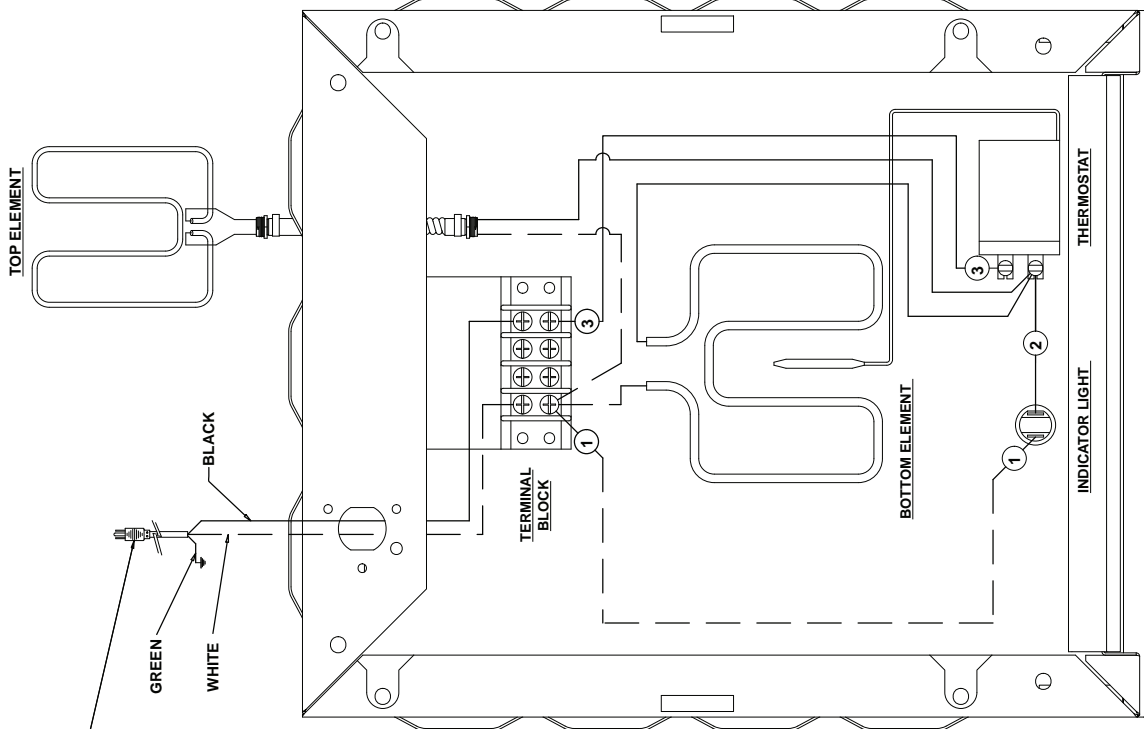 TOP ELEMENT
BLACK
GREEN
WHITE
TERMINAL
BLOCK
3
1
BOTTOM ELEMENT
THERMOSTAT
3
2
1
INDICATOR LIGHT